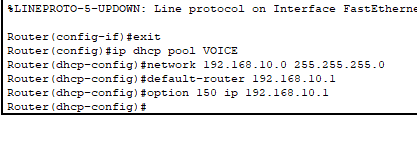 %LINEPROTO-5-UPDOWN: Line protocol on Interface
Router(config-if)#exit
Router(config)#ip dhcp pool VOICE
Router(dhcp-config)#network 192.168.10.0 255.255.255.0
Router(dhcp-config)#default-router 192.168.10.1
Router(dhcp-config)#option 150 ip 192.168.10.1
Router(dhcp-config)#